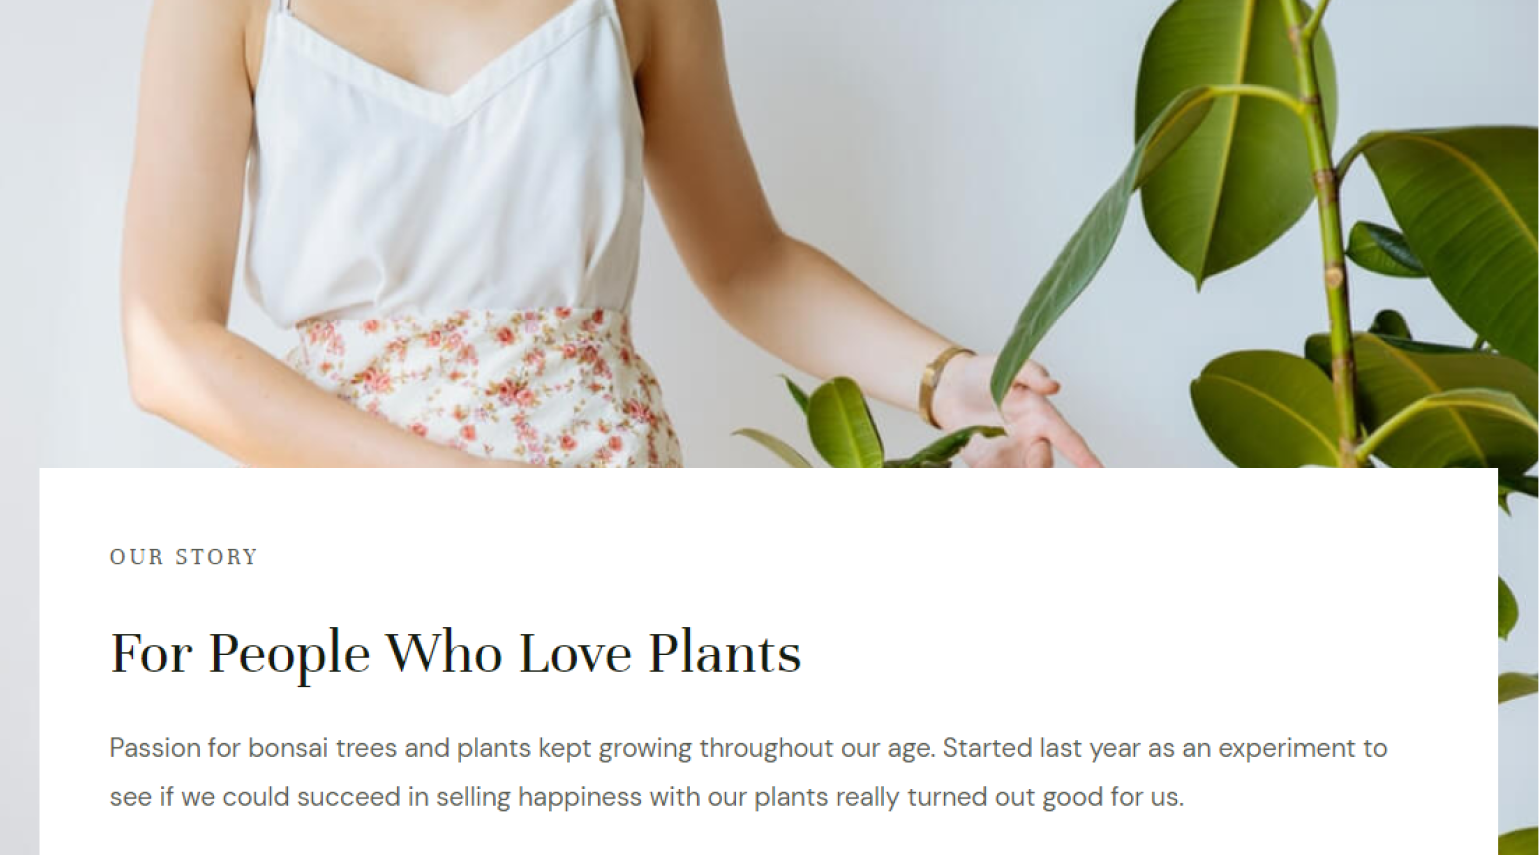 OUR STORY
For People Who Love Plants
Passion for bonsai trees and plants kept growing throughout our age. Started last year as an experiment to
see if we could succeed in selling happiness with our plants really turned out good for us.